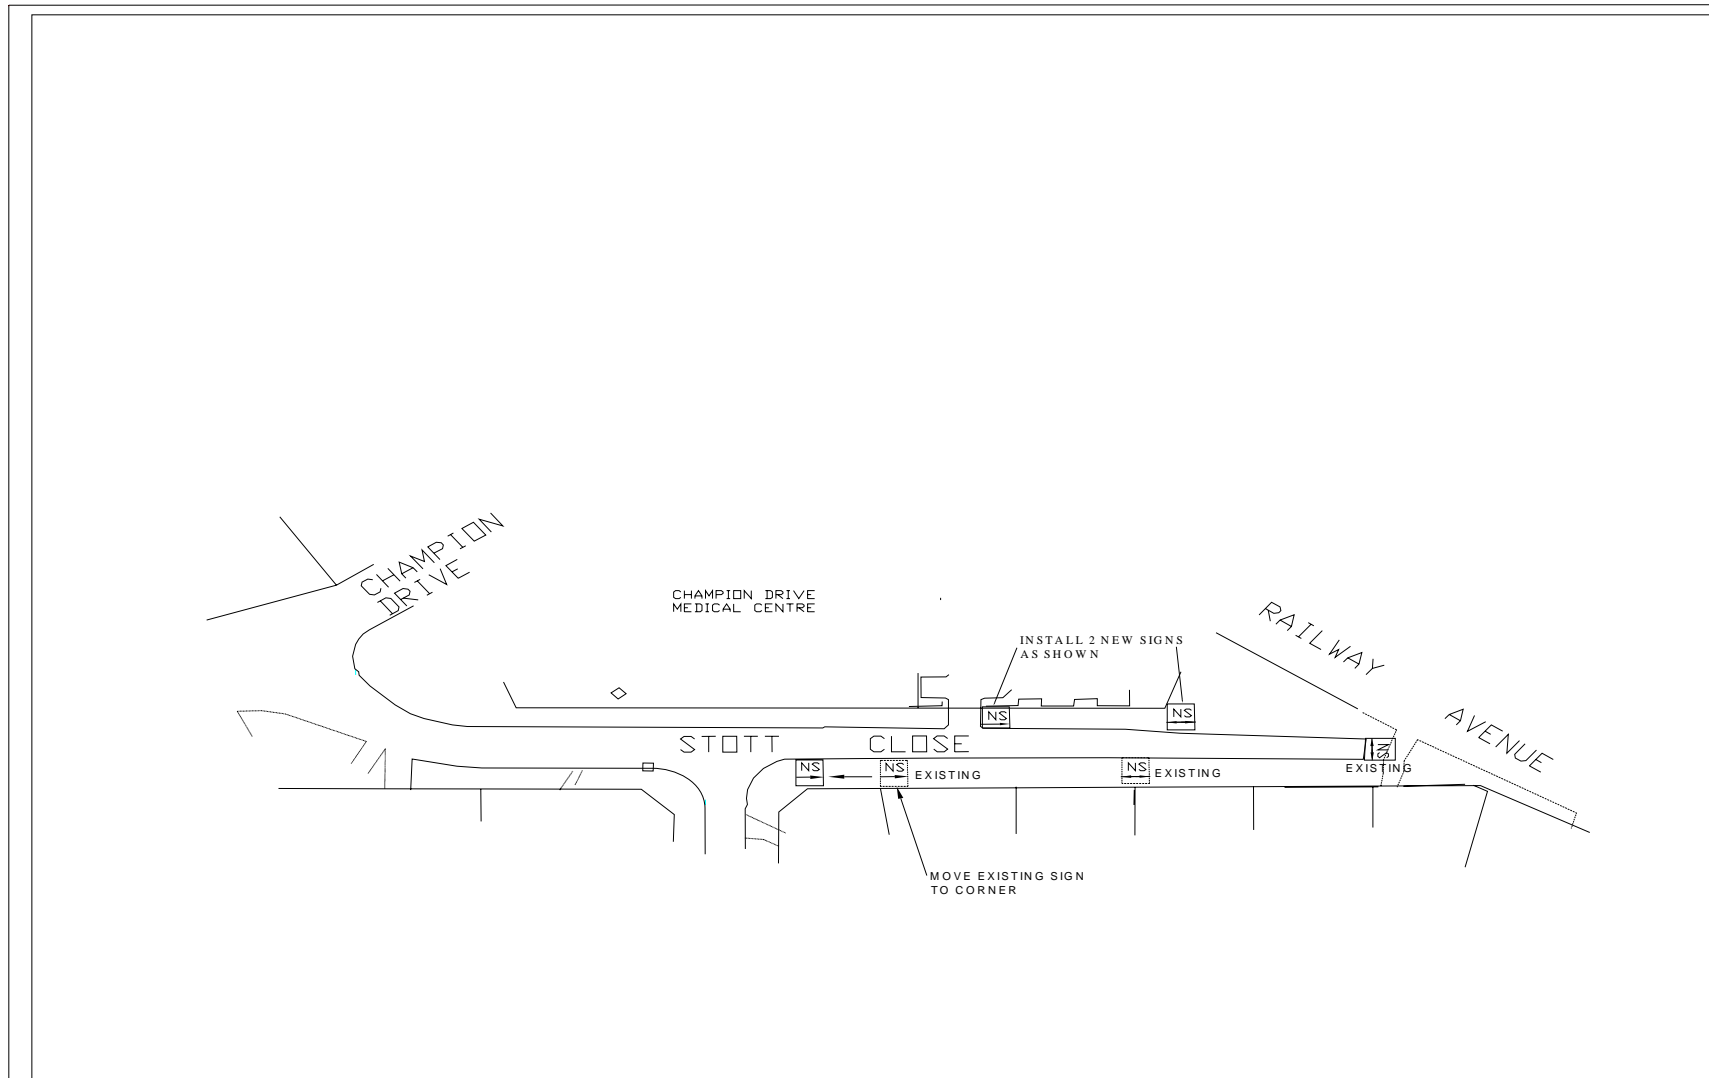 CHAMPION
DRIVE
CHAMPION DRIVE
MEDICAL CENTRE
RAILWAY
AVENUE
INSTALL 2 NEW SIGNS
AS SHOWN
NS
NS
STOTT CLOSE
NS
NS
NS
EXISTING
NS
EXISTING
EXISTING
MOVE EXISTING SIGN
TO CORNER